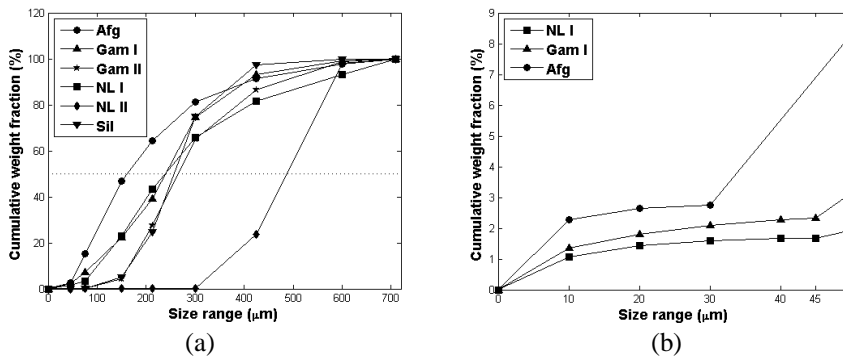 Cumulative weight fraction (%)
120
100
80
60
40
20
0
Afg
Gam I
Gam II
NL I
NL II
Sil
0 100 200 300 400 500 600 700
Size range (μm)
(a)
Cumulative weight fraction (%)
9
8
7
6
5
4
3
2
1
0
NL I
Gam I
Afg
0 10 20 30 40 45
Size range (μm)
(b)